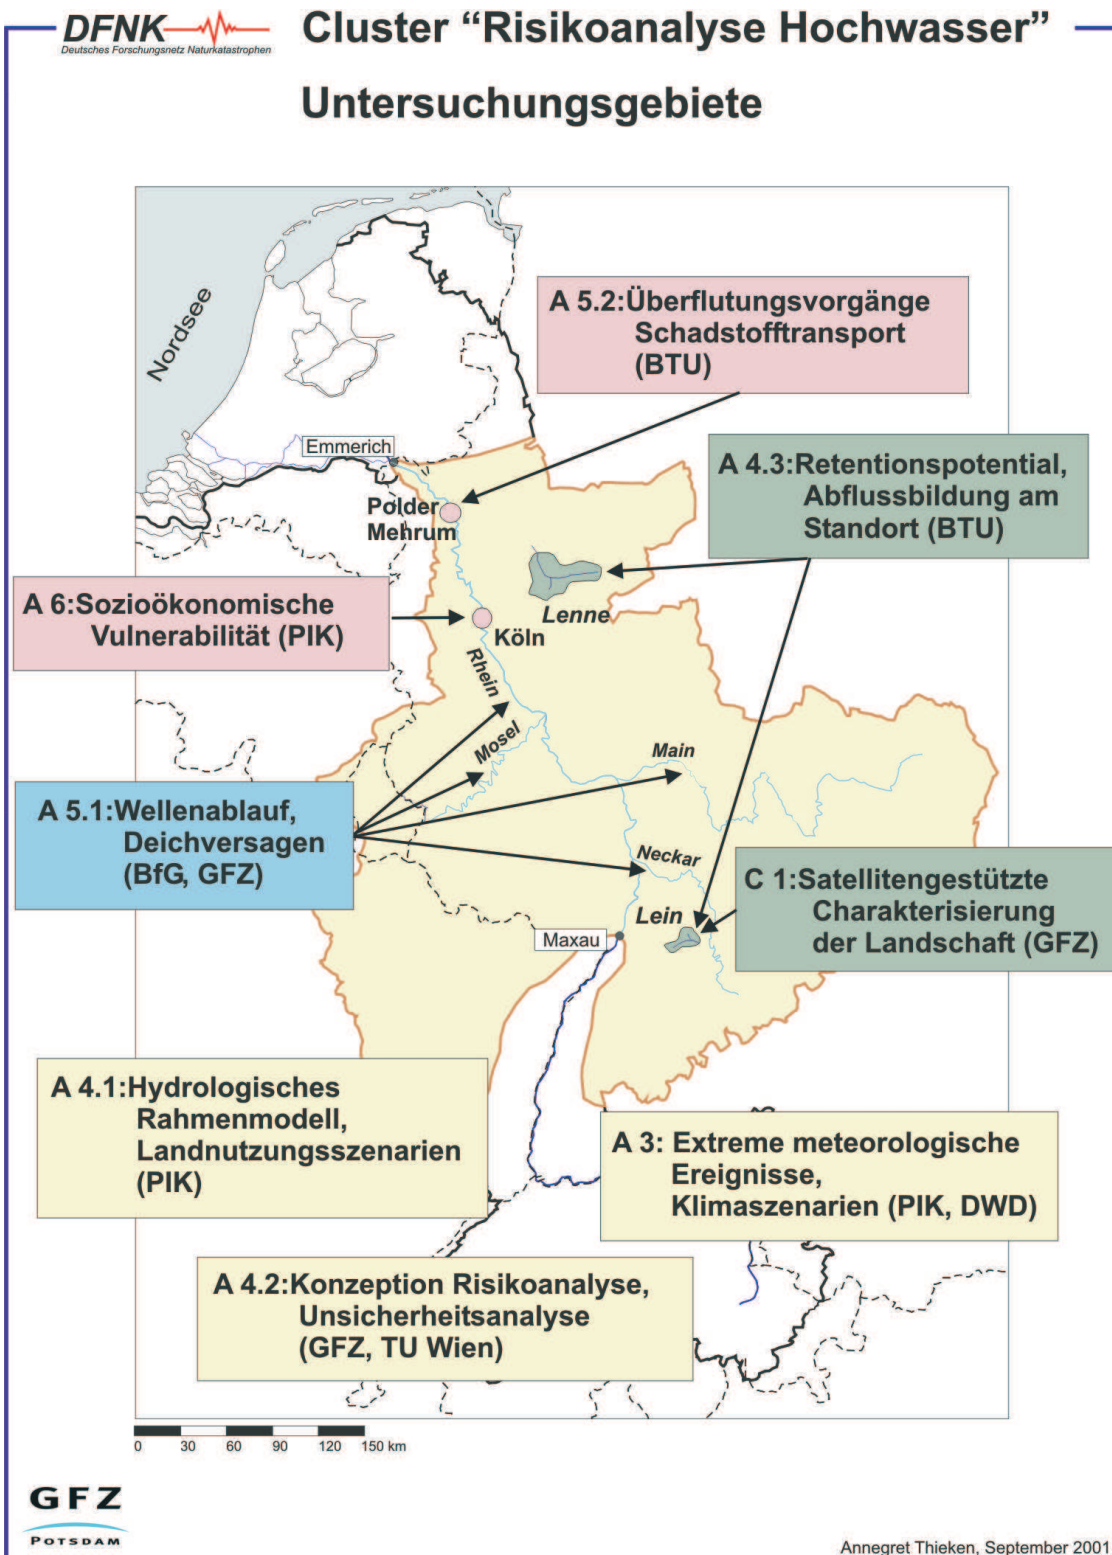 DFNK
Deutsches Forschungsnetz Naturkatastrophen
Cluster “Risikoanalyse Hochwasser”
Untersuchungsgebiete
Nordsee
A 5.2:Überflutungsvorgänge
Schadstofftransport
(BTU)
Emmerich
A 4.3:Retentionspotential,
Abflussbildung am
Standort (BTU)
Polder
Mehrum
A 6:Sozioökonomische
Vulnerabilität (PIK)
Lenne
Köln
Rhein
Mosel
Main
A 5.1:Wellenablauf,
Deichversagen
(BfG, GFZ)
Neckar
C 1:Satellitengestützte
Charakterisierung
der Landschaft (GFZ)
Lein
Maxau
A 4.1:Hydrologisches
Rahmenmodell,
Landnutzungsszenarien
(PIK)
A 3: Extreme meteorologische
Ereignisse,
Klimaszenarien (PIK, DWD)
A 4.2:Konzeption Risikoanalyse,
Unsicherheitsanalyse
(GFZ, TU Wien)
0 30 60 90 120 150 km
GFZ
POTSDAM
Annegret Thieken, September 2001